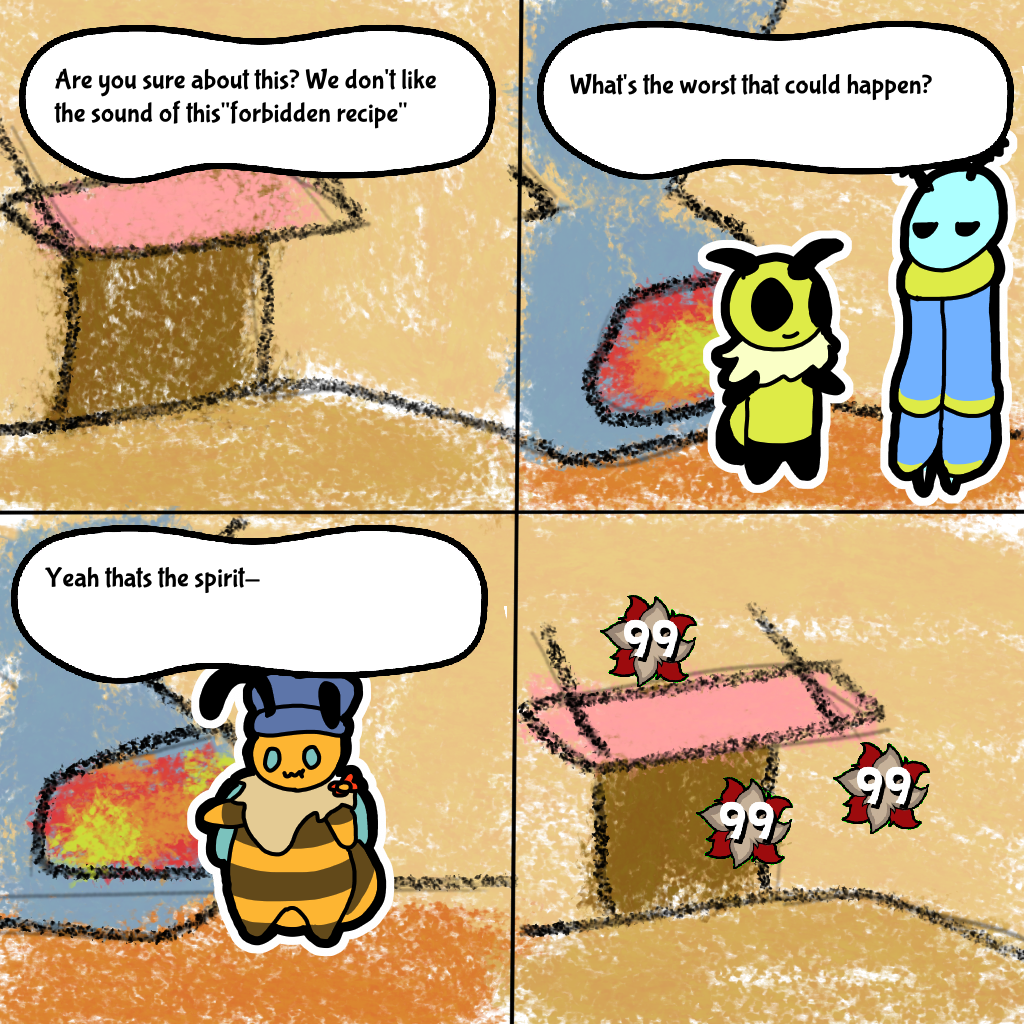 Are you sure about this? We don't like
the sound of this"forbidden recipe"
What's the worst that could happen?
Yeah thats the spirit—
99
99
99